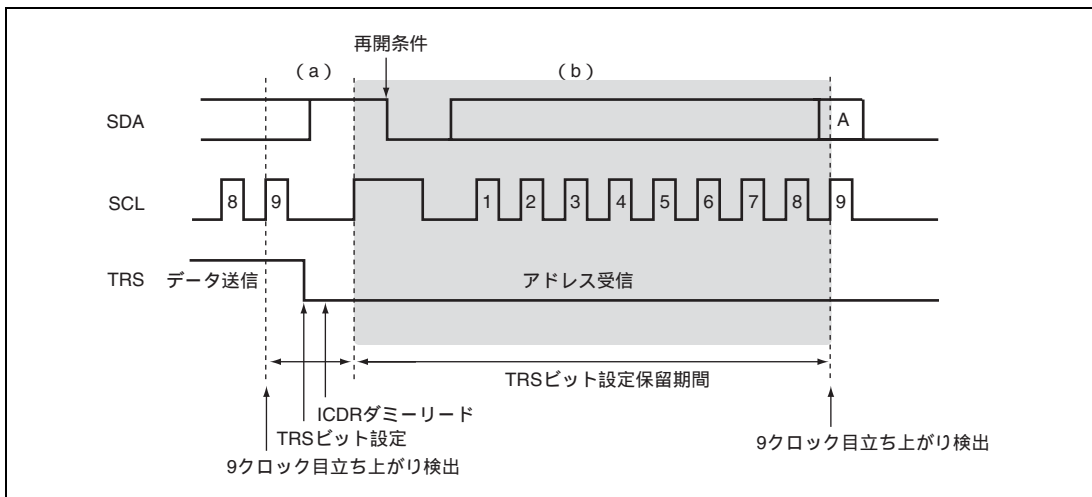 再開条件
(a)
(b)
SDA
A
SCL
8
9
1
2
3
4
5
6
7
8
9
TRS
データ送信
アドレス受信
TRSビット設定保留期間
ICDRダミーリード
TRSビット設定
9クロック目立ち上がり検出
9クロック目立ち上がり検出